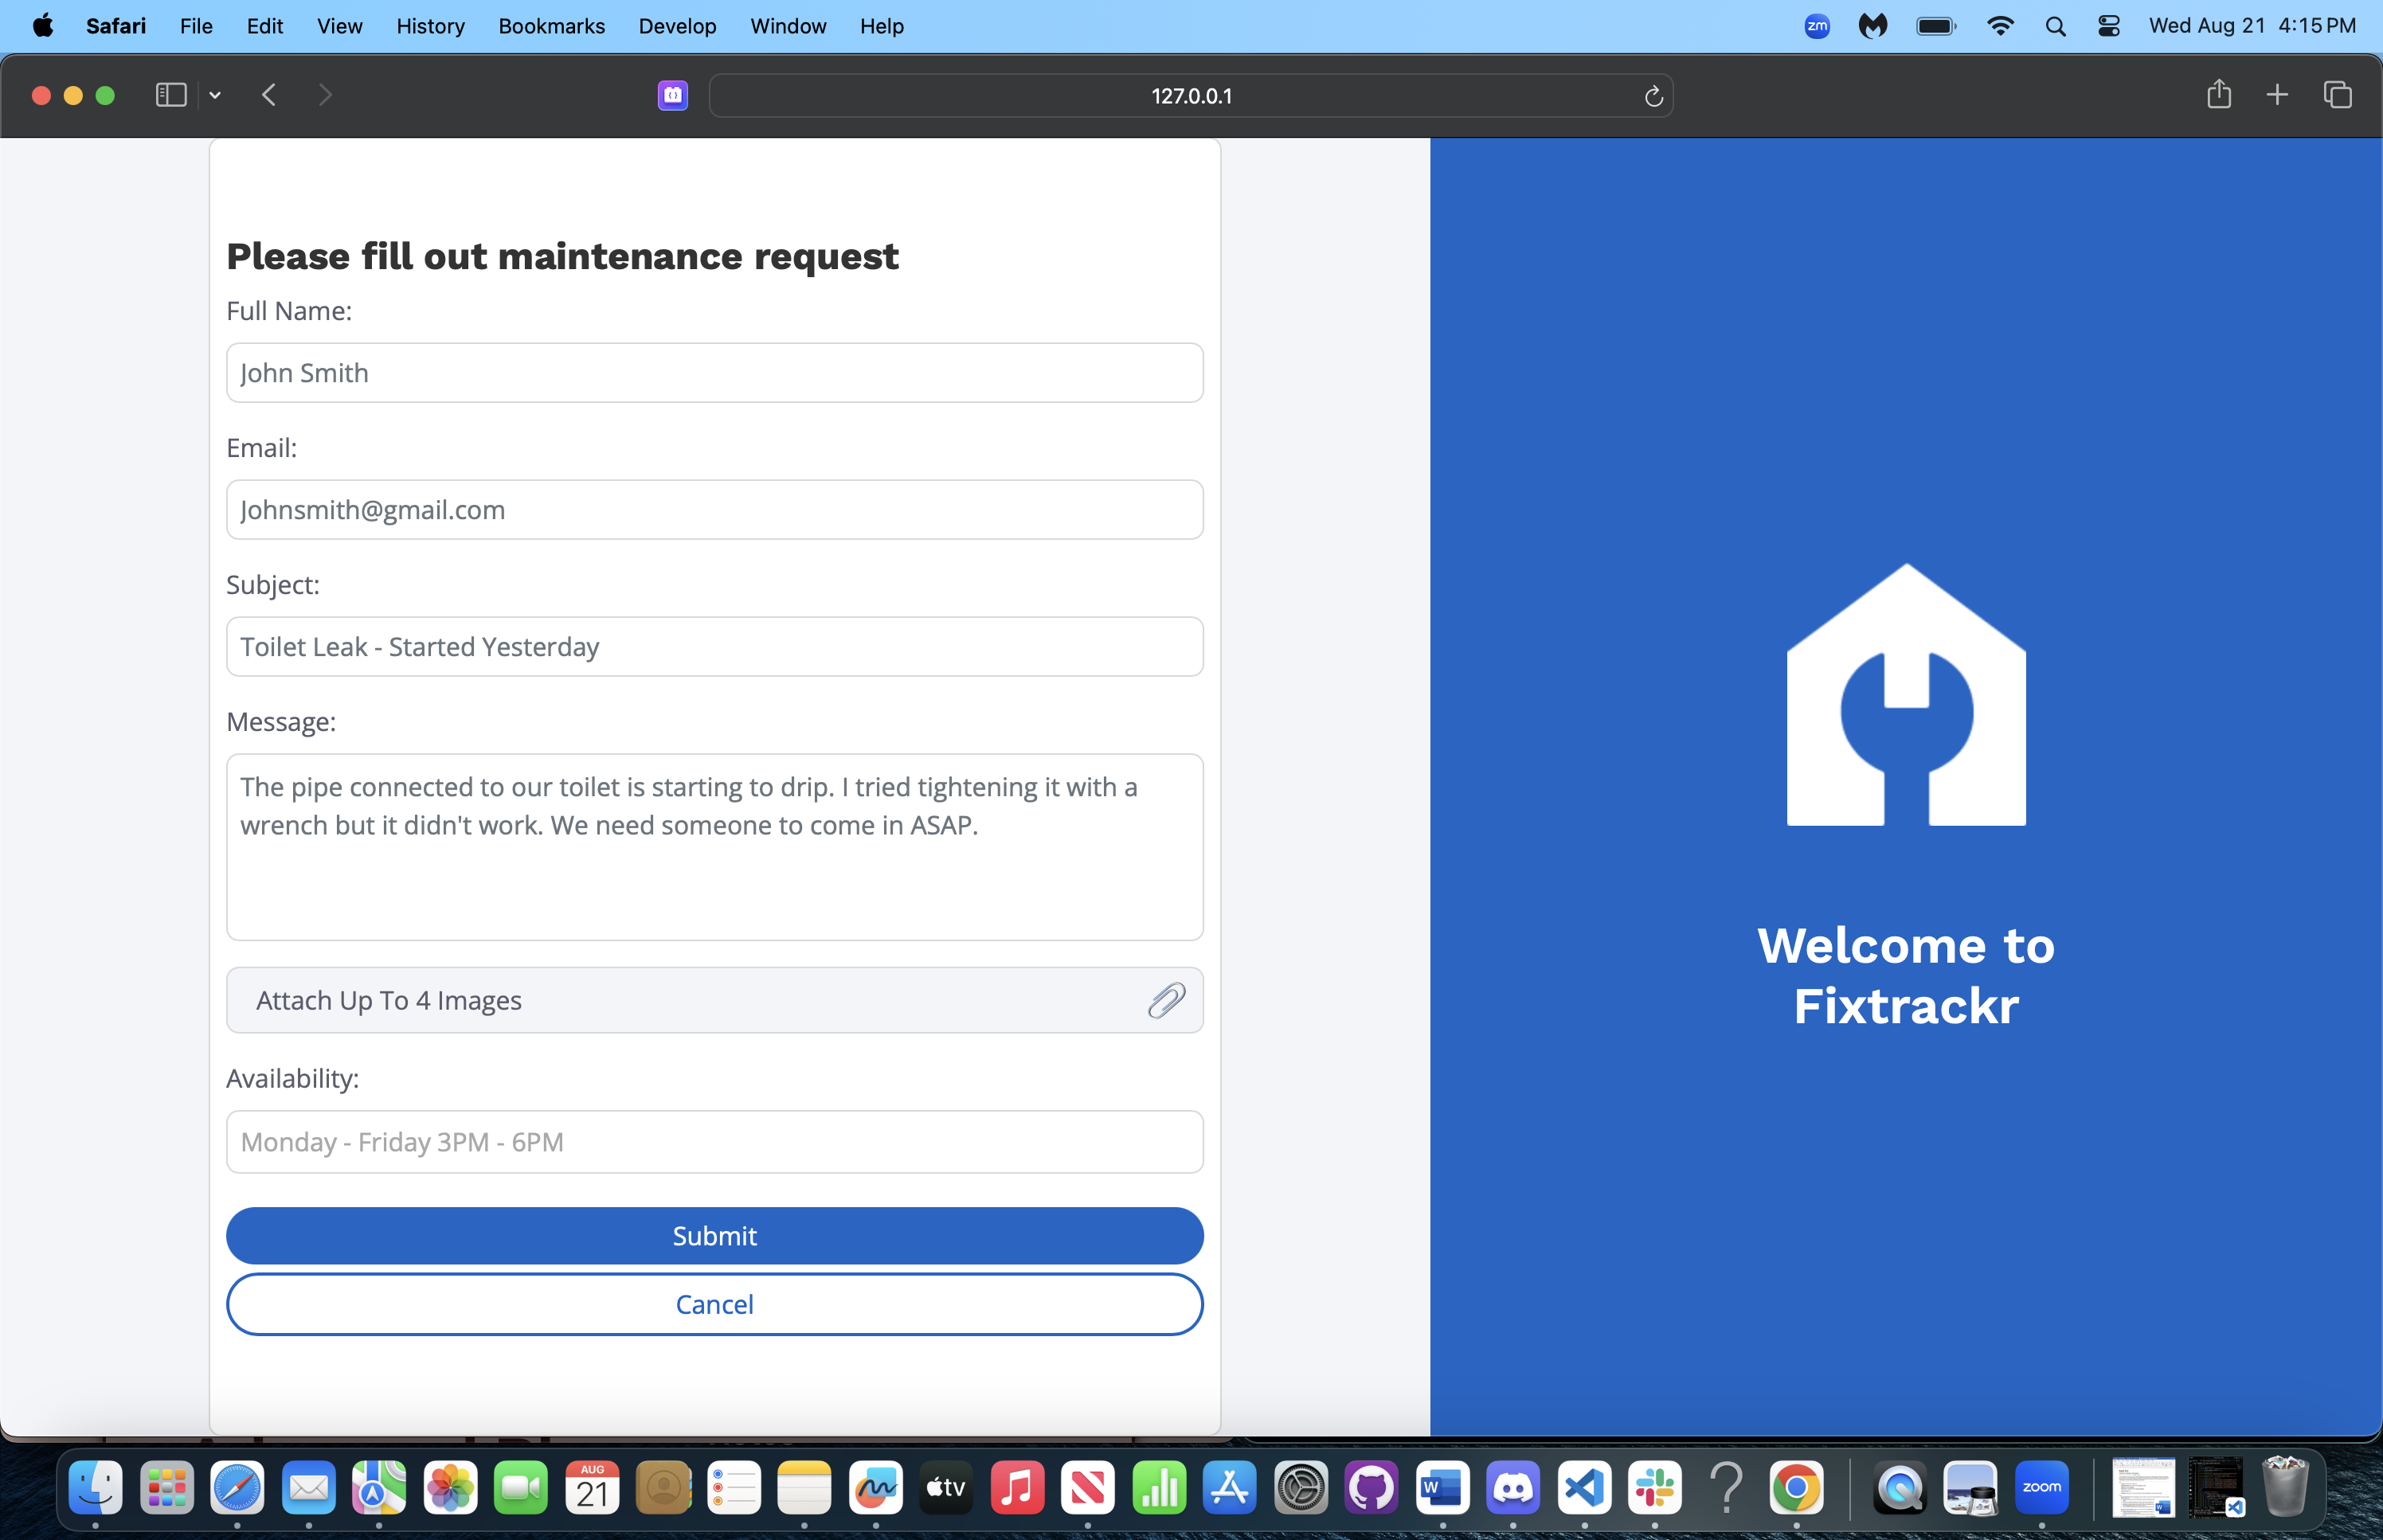 Safari File Edit View History Bookmarks Develop Window Help zm Wed Aug 21 4:15 PM
127.0.0.1
Please fill out maintenance request
Full Name:
John Smith
Email:
Johnsmith@gmail.com
Subject:
Toilet Leak - Started Yesterday
Message:
The pipe connected to our toilet is starting to drip. I tried tightening it with a
wrench but it didn't work. We need someone to come in ASAP.
Attach Up To 4 Images
Availability:
Monday - Friday 3PM - 6PM
Submit
Cancel
Welcome to
Fixtrackr
AUG
21
tv
W
zoom